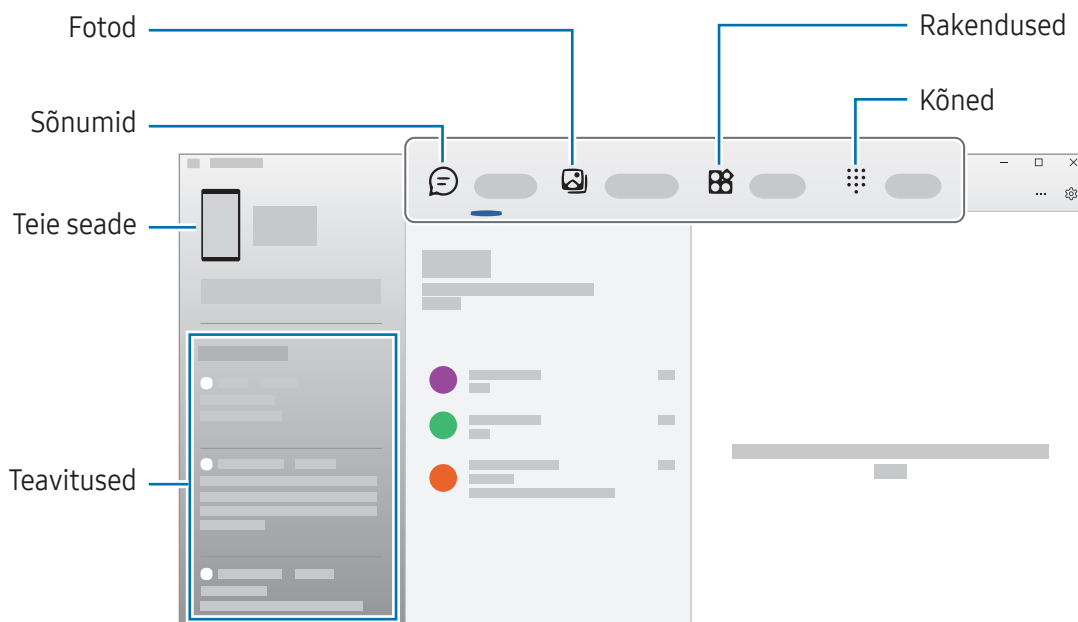 Fotod
Rakendused
Kõned
Sõnumid
Teie seade
Teavitused